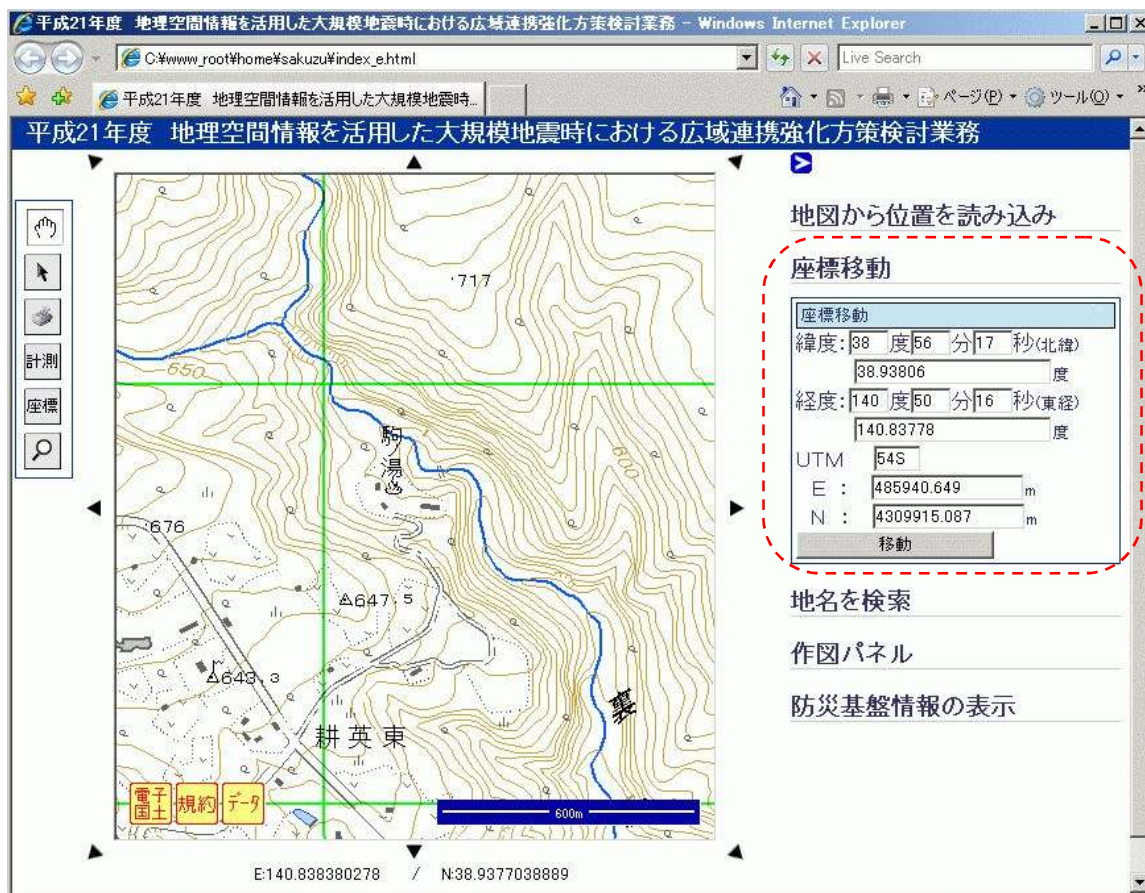 平成21年度 地理空間情報を活用した大規模地震時における広域連携強化方策検討業務 - Windows Internet Explorer
C:¥www_root¥home¥sakuzu¥index_e.html
Live Search
平成21年度 地理空間情報を活用した大規模地震時...
ページ(P)
ツール(O)
平成21年度 地理空間情報を活用した大規模地震時における広域連携強化方策検討業務
計測
座標
・717
650
600
駒ノ湯
・676
647.5
643.3
耕英東
裏
電子国土
規約
データ
600m
E:140.838380278 / N:38.9377038889
地図から位置を読み込み
座標移動
座標移動
緯度:38 度56 分17 秒(北緯)
38.93806 度
経度:140 度50 分16 秒(東経)
140.83778 度
UTM 54S
E : 485940.649 m
N : 4309915.087 m
移動
地名を検索
作図パネル
防災基盤情報の表示